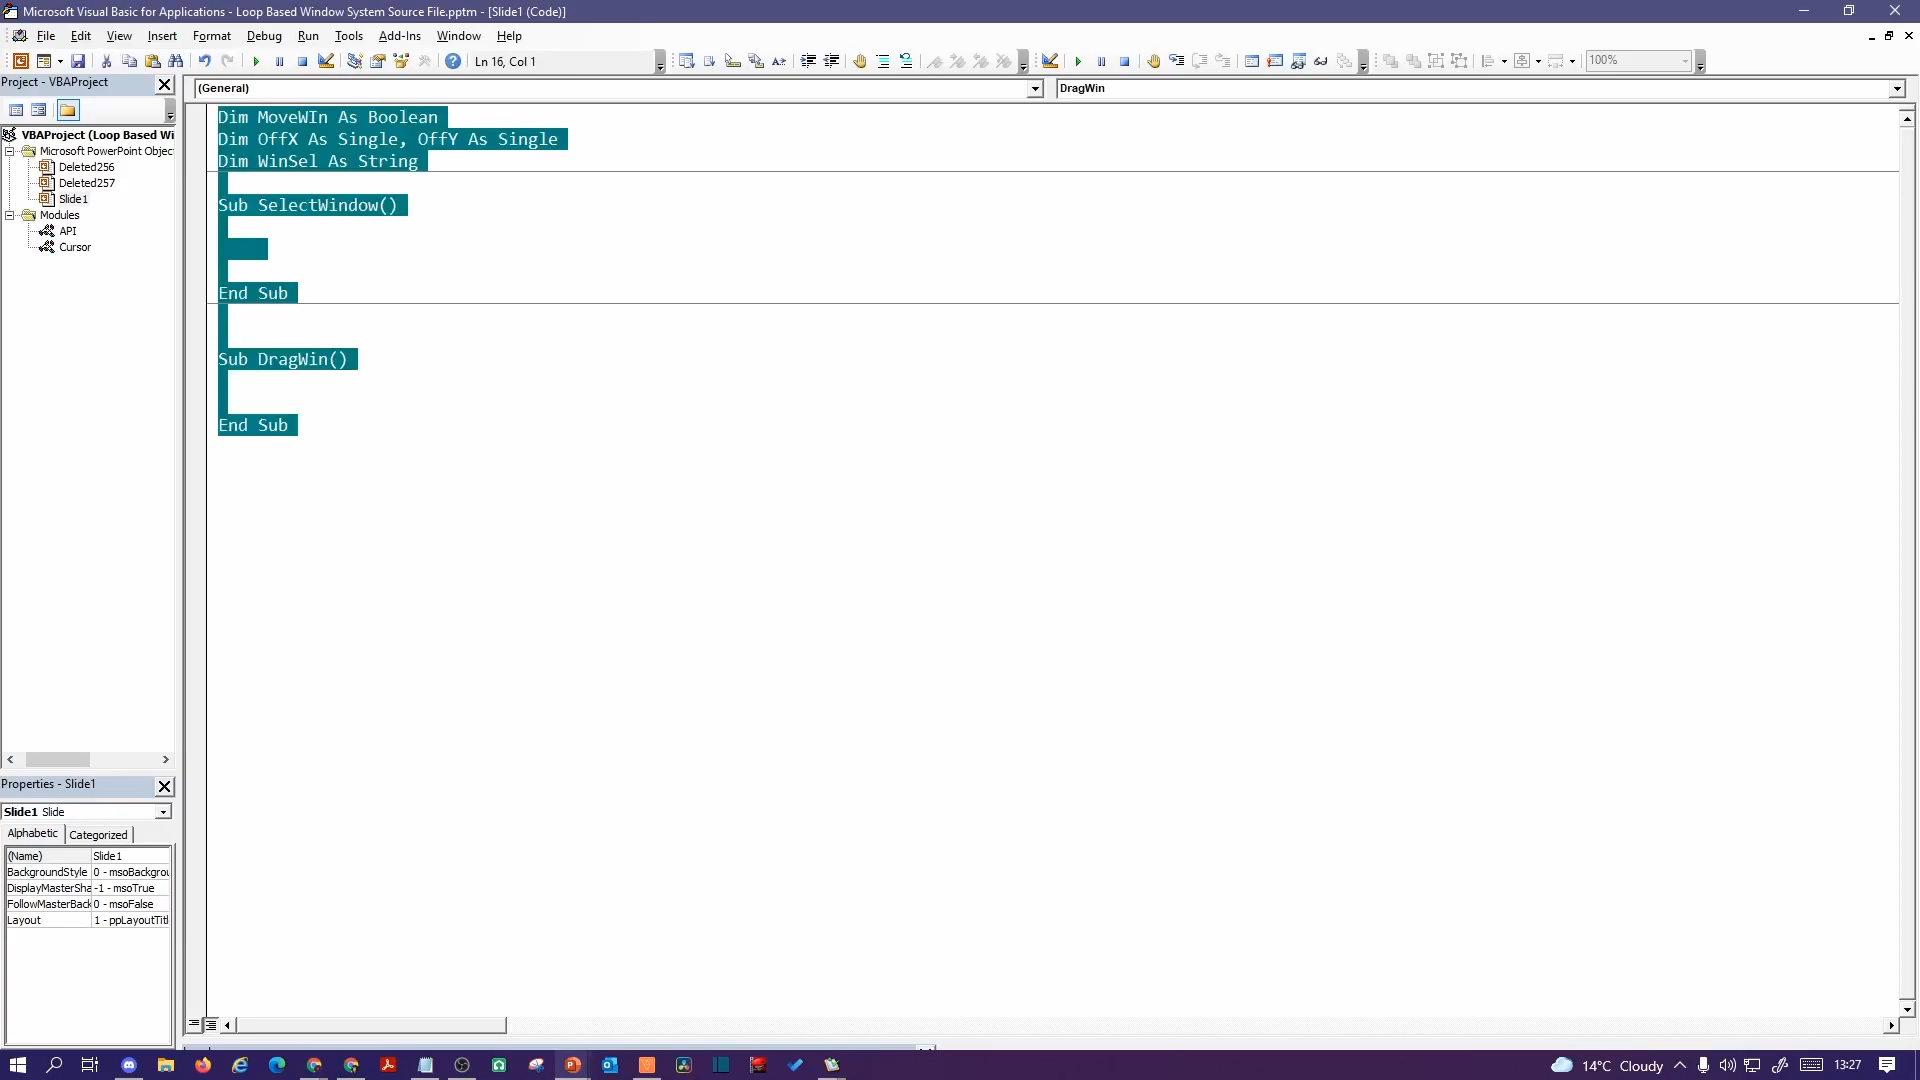 Microsoft Visual Basic for Applications - Loop Based Window System Source File.pptm - [Slide1 (Code)]
File Edit View Insert Format Debug Run Tools Add-Ins Window Help
Ln 16, Col 1
100%
Project - VBAProject
(General)
DragWin
VBAProject (Loop Based Wi
Microsoft PowerPoint Objec
Deleted256
Deleted257
Slide1
Modules
API
Cursor
Dim MoveWIn As Boolean
Dim OffX As Single, OffY As Single
Dim WinSel As String
Sub SelectWindow()
End Sub
Sub DragWin()
End Sub
Properties - Slide1
Slide1 Slide
Alphabetic Categorized
(Name) Slide1
BackgroundStyle 0 - msoBackgrou
DisplayMasterSha -1 - msoTrue
FollowMasterBack 0 - msoFalse
Layout 1 - ppLayoutTitl
14°C Cloudy
13:27